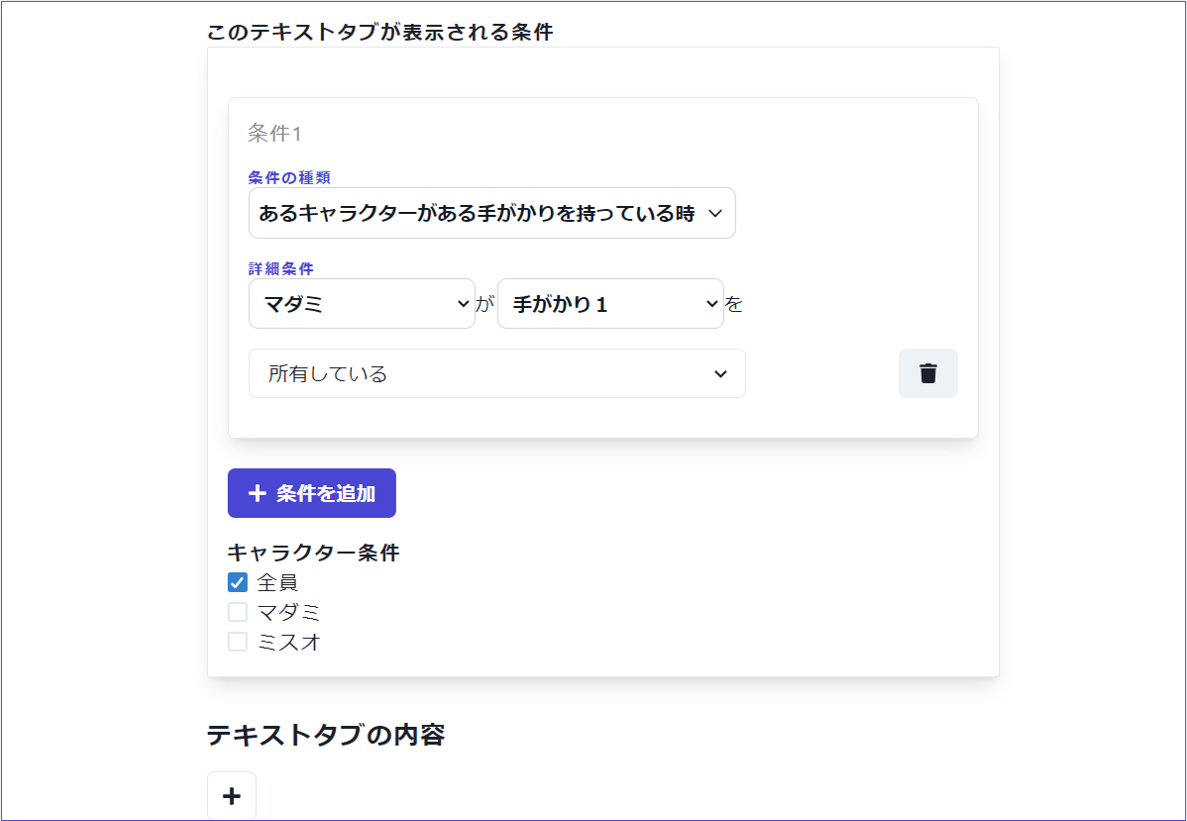 このテキストタブが表示される条件
条件1
条件の種類
あるキャラクターがある手がかりを持っている時
詳細条件
マダミ が 手がかり１ を
所有している
+ 条件を追加
キャラクター条件
全員
マダミ
ミスオ
テキストタブの内容
+